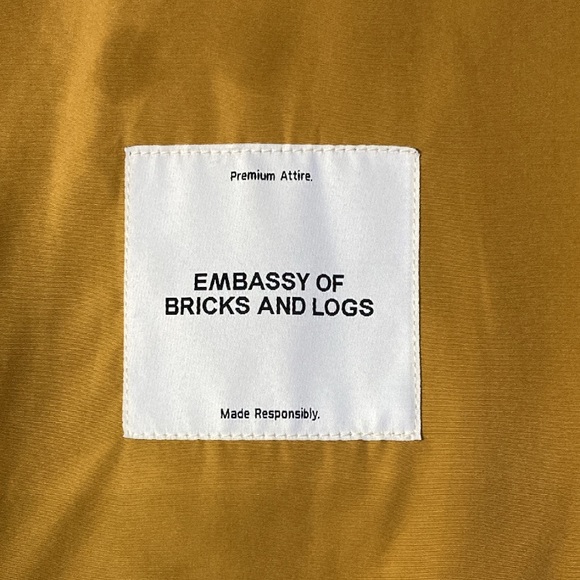 Premium Attire.
EMBASSY OF
BRICKS AND LOGS
Made Responsibly.